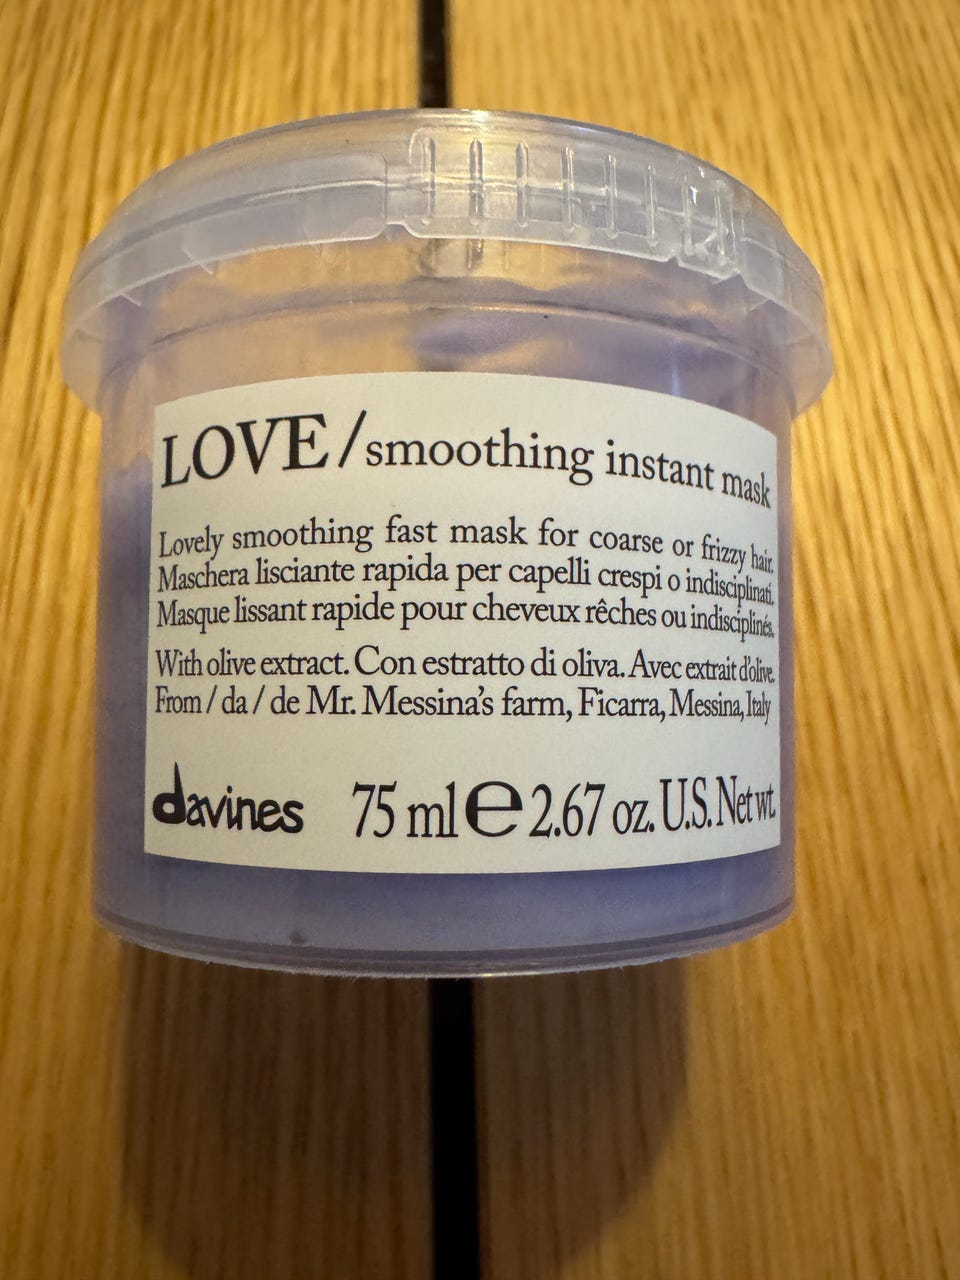 LOVE/smoothing instant mask
Lovely smoothing fast mask for coarse or frizzy hair.
Maschera lisciante rapida per capelli crespi o indisciplinati.
Masque lissant rapide pour cheveux rêches ou indisciplinés.
With olive extract. Con estratto di oliva. Avec extrait d'olive.
From / da / de Mr. Messina's farm, Ficarra, Messina, Italy
davines 75 ml ℮ 2.67 oz. U.S. Net wt.